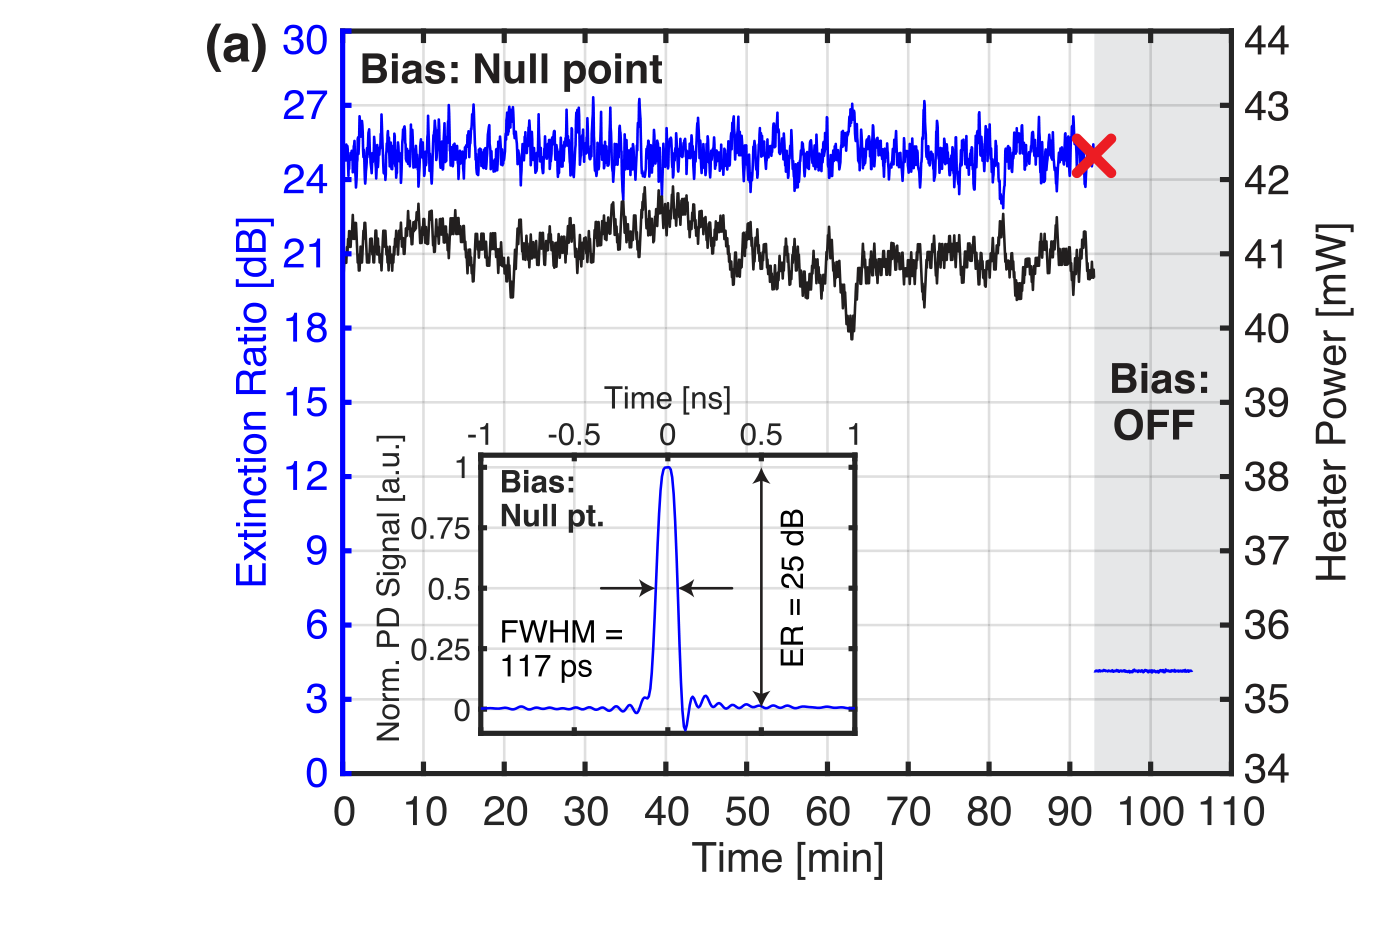 (a)
Bias: Null point
Extinction Ratio [dB]
30
27
24
21
18
15
12
9
6
3
0
44
43
42
41
40
39
38
37
36
35
34
Heater Power [mW]
Bias:
OFF
Time [ns]
-1 -0.5 0 0.5 1
Norm. PD Signal [a.u.]
1
0.75
0.5
0.25
0
Bias:
Null pt.
FWHM =
117 ps
ER = 25 dB
0 10 20 30 40 50 60 70 80 90 100 110
Time [min]